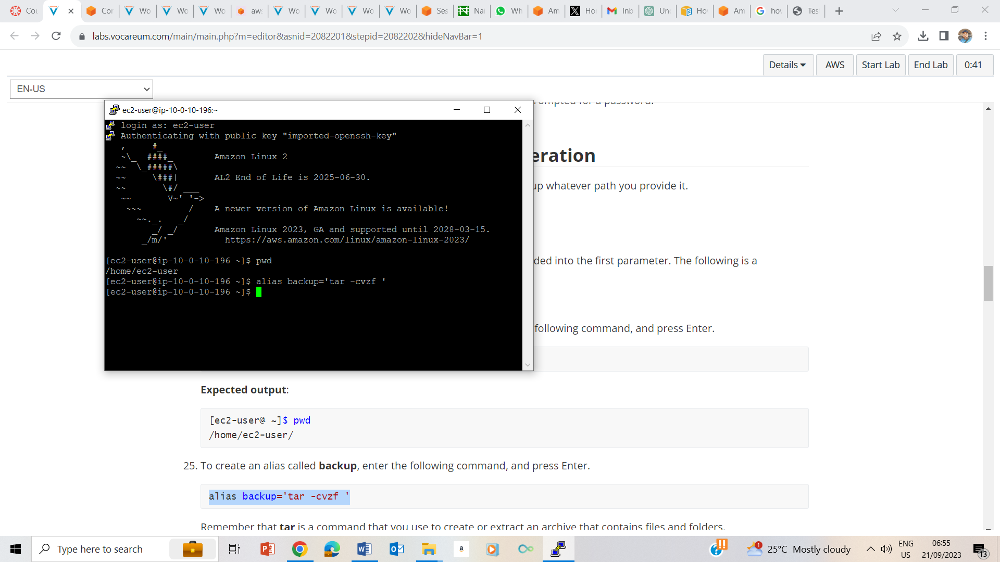 Cou
Cor
Wo
Wo
Wo
aws
Wo
Wo
Wo
Wo
Ses
Nai
Wh
Am
Ho
Inb
Un
Ho
Am
how
Tes
labs.vocareum.com/main/main.php?m=editor&asnid=2082201&stepid=2082202&hideNavBar=1
Details
AWS
Start Lab
End Lab
0:41
EN-US
ec2-user@ip-10-0-10-196:~
login as: ec2-user
Authenticating with public key "imported-openssh-key"
   ,     #_
   ~\_  ####_        Amazon Linux 2
  ~~  \_#####\
  ~~     \###|       AL2 End of Life is 2025-06-30.
  ~~       \#/ ___
   ~~       V~' '->
    ~~~         /    A newer version of Amazon Linux is available!
      ~~._.   _/
         _/ _/       Amazon Linux 2023, GA and supported until 2028-03-15.
       _/m/'           https://aws.amazon.com/linux/amazon-linux-2023/
[ec2-user@ip-10-0-10-196 ~]$ pwd
/home/ec2-user
[ec2-user@ip-10-0-10-196 ~]$ alias backup='tar -cvzf '
[ec2-user@ip-10-0-10-196 ~]$
rompted for a password.
eration
up whatever path you provide it.
ded into the first parameter. The following is a
following command, and press Enter.
Expected output:
[ec2-user@ ~]$ pwd
/home/ec2-user/
25. To create an alias called backup, enter the following command, and press Enter.
alias backup='tar -cvzf '
Remember that tar is a command that you use to create or extract an archive that contains files and folders.
Type here to search
a
1
25°C Mostly cloudy
ENG
US
06:55
21/09/2023
13